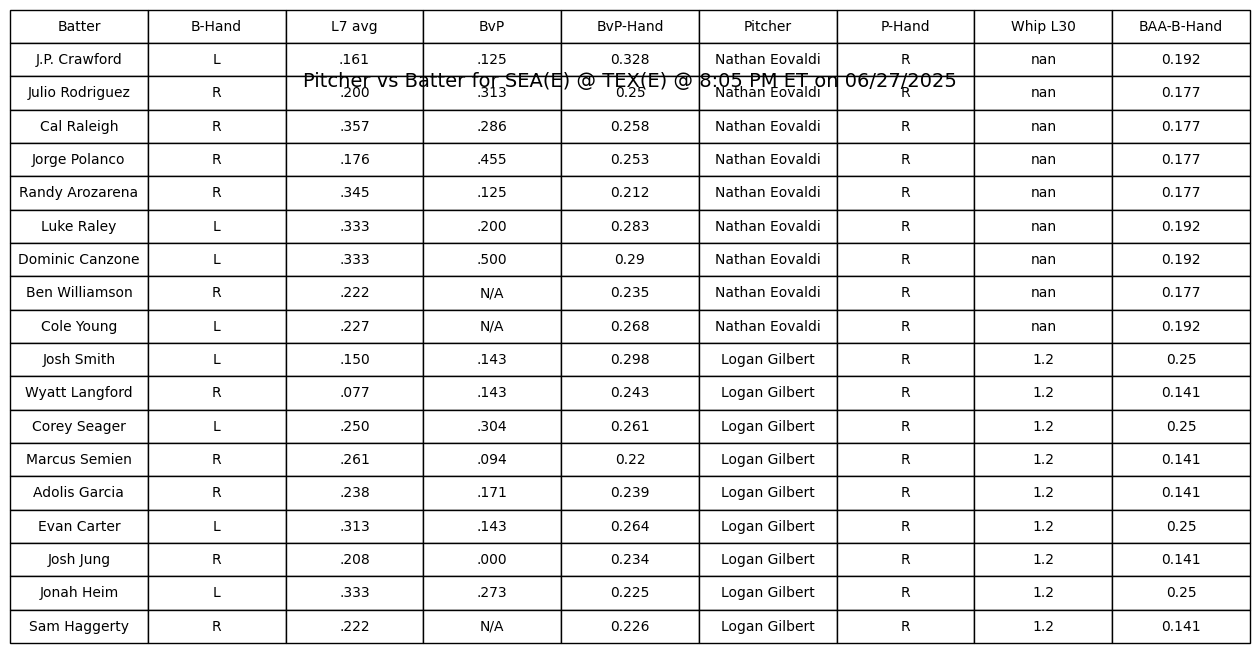 Batter B-Hand L7 avg BvP BvP-Hand Pitcher P-Hand Whip L30 BAA-B-Hand
J.P. Crawford L .161 .125 0.328 Nathan Eovaldi R nan 0.192
Pitcher vs Batter for SEA(E) @ TEX(E) @ 8:05 PM ET on 06/27/2025
Julio Rodriguez R .200 .313 0.25 Nathan Eovaldi R nan 0.177
Cal Raleigh R .357 .286 0.258 Nathan Eovaldi R nan 0.177
Jorge Polanco R .176 .455 0.253 Nathan Eovaldi R nan 0.177
Randy Arozarena R .345 .125 0.212 Nathan Eovaldi R nan 0.177
Luke Raley L .333 .200 0.283 Nathan Eovaldi R nan 0.192
Dominic Canzone L .333 .500 0.29 Nathan Eovaldi R nan 0.192
Ben Williamson R .222 N/A 0.235 Nathan Eovaldi R nan 0.177
Cole Young L .227 N/A 0.268 Nathan Eovaldi R nan 0.192
Josh Smith L .150 .143 0.298 Logan Gilbert R 1.2 0.25
Wyatt Langford R .077 .143 0.243 Logan Gilbert R 1.2 0.141
Corey Seager L .250 .304 0.261 Logan Gilbert R 1.2 0.25
Marcus Semien R .261 .094 0.22 Logan Gilbert R 1.2 0.141
Adolis Garcia R .238 .171 0.239 Logan Gilbert R 1.2 0.141
Evan Carter L .313 .143 0.264 Logan Gilbert R 1.2 0.25
Josh Jung R .208 .000 0.234 Logan Gilbert R 1.2 0.141
Jonah Heim L .333 .273 0.225 Logan Gilbert R 1.2 0.25
Sam Haggerty R .222 N/A 0.226 Logan Gilbert R 1.2 0.141